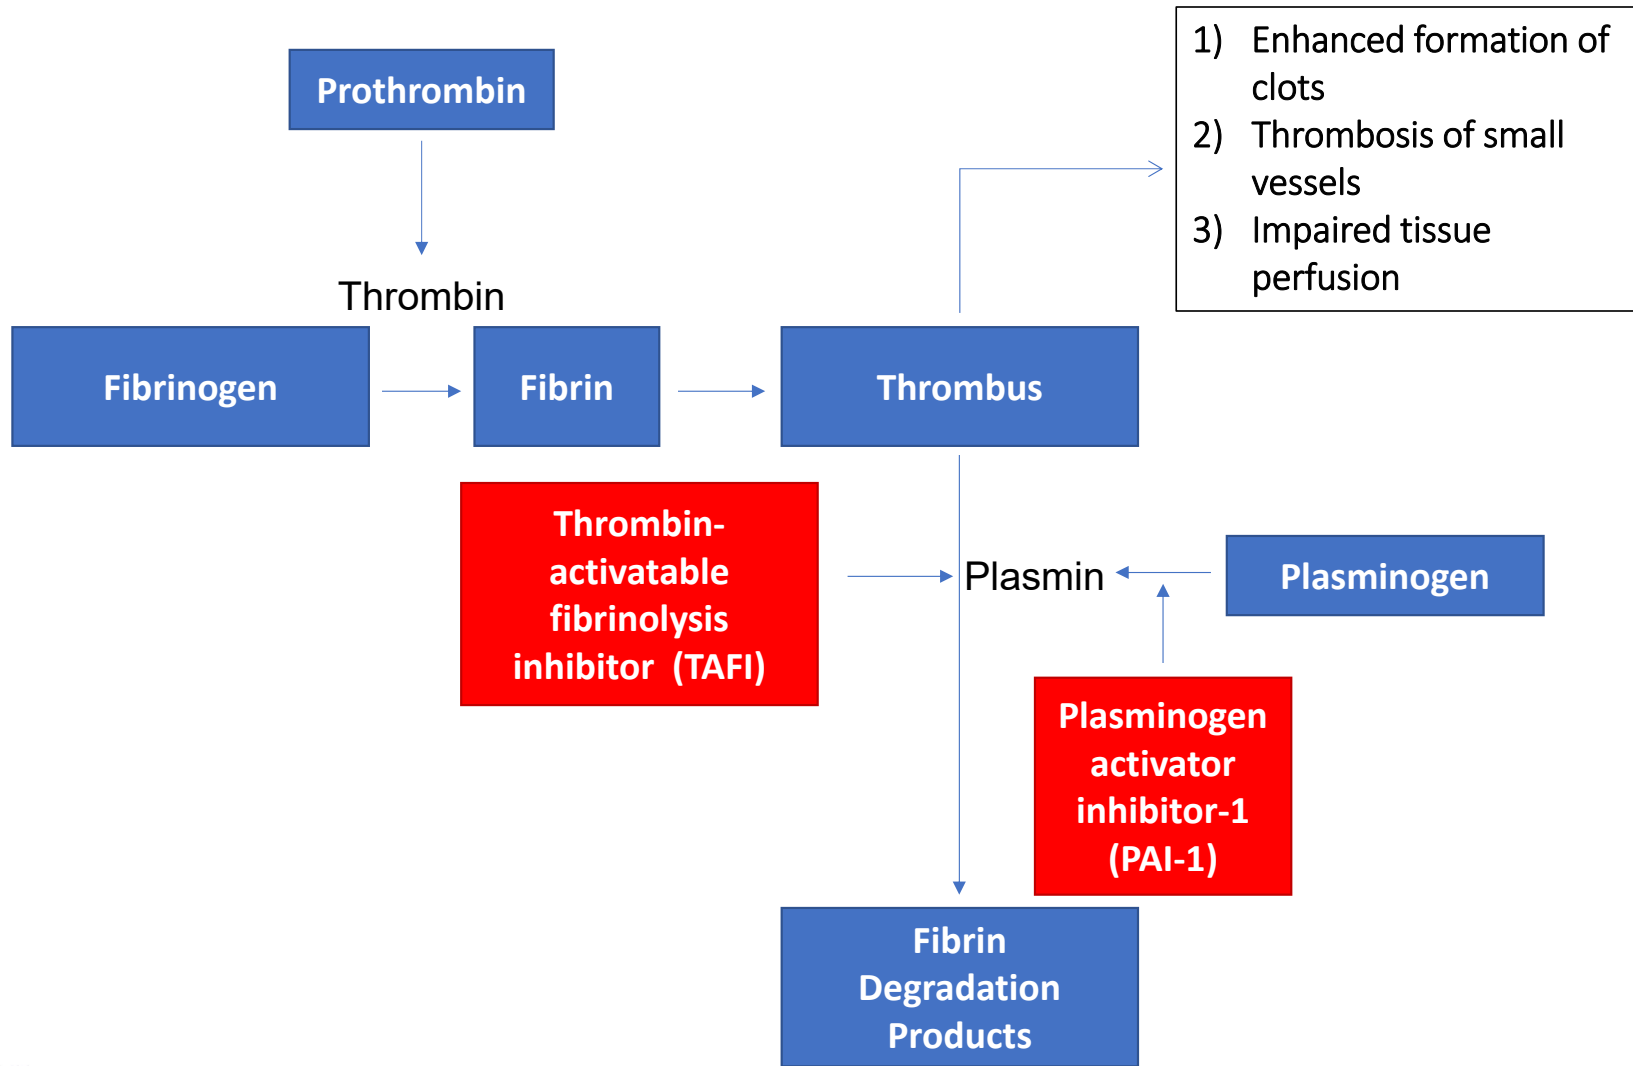 Prothrombin
1) Enhanced formation of
clots
2) Thrombosis of small
vessels
3) Impaired tissue
perfusion
Thrombin
Fibrinogen
Fibrin
Thrombus
Thrombin-
activatable
fibrinolysis
inhibitor (TAFI)
Plasmin
Plasminogen
Plasminogen
activator
inhibitor-1
(PAI-1)
Fibrin
Degradation
Products